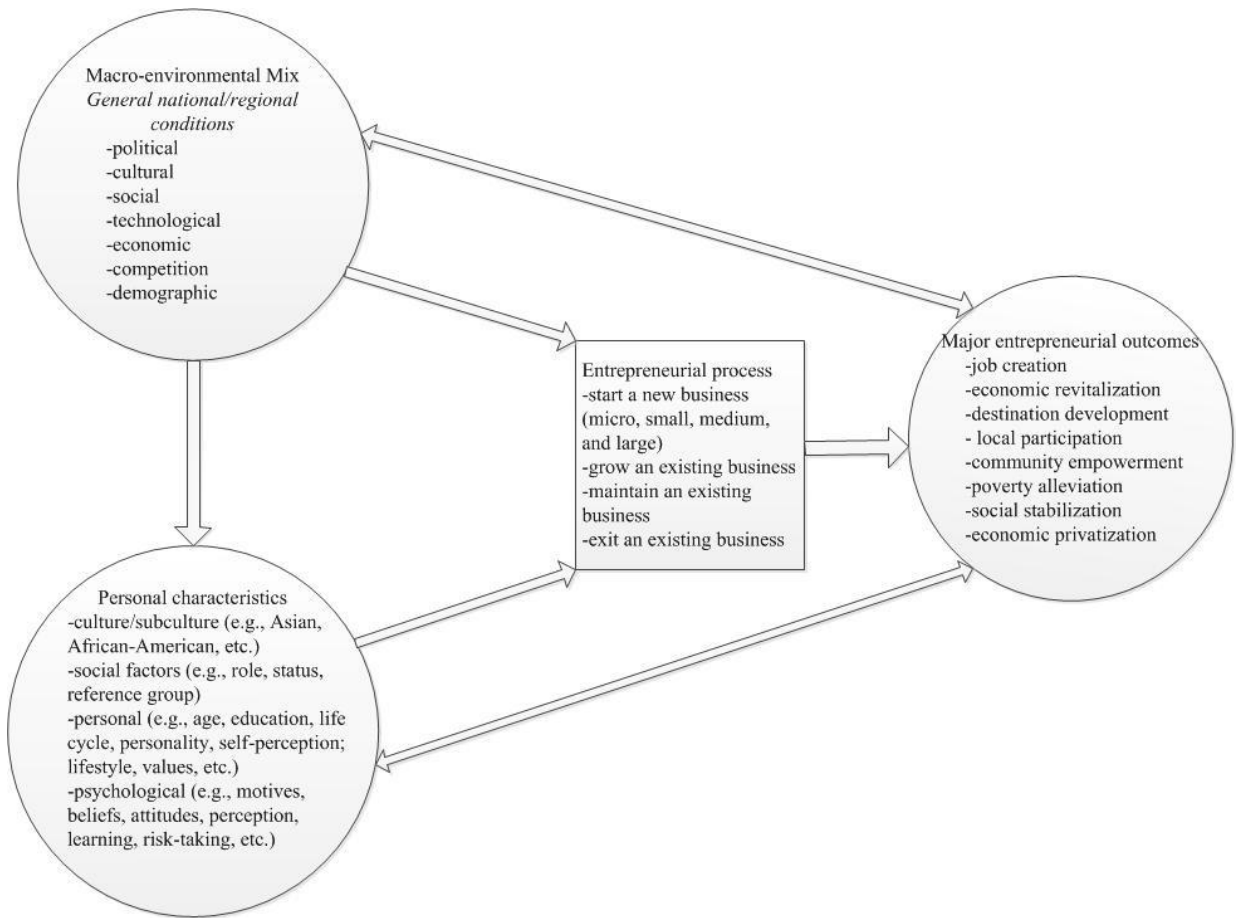 Macro-environmental Mix
General national/regional
conditions
-political
-cultural
-social
-technological
-economic
-competition
-demographic
Entrepreneurial process
-start a new business
(micro, small, medium,
and large)
-grow an existing business
-maintain an existing
business
-exit an existing business
Major entrepreneurial outcomes
-job creation
-economic revitalization
-destination development
- local participation
-community empowerment
-poverty alleviation
-social stabilization
-economic privatization
Personal characteristics
-culture/subculture (e.g., Asian,
African-American, etc.)
-social factors (e.g., role, status,
reference group)
-personal (e.g., age, education, life
cycle, personality, self-perception;
lifestyle, values, etc.)
-psychological (e.g., motives,
beliefs, attitudes, perception,
learning, risk-taking, etc.)